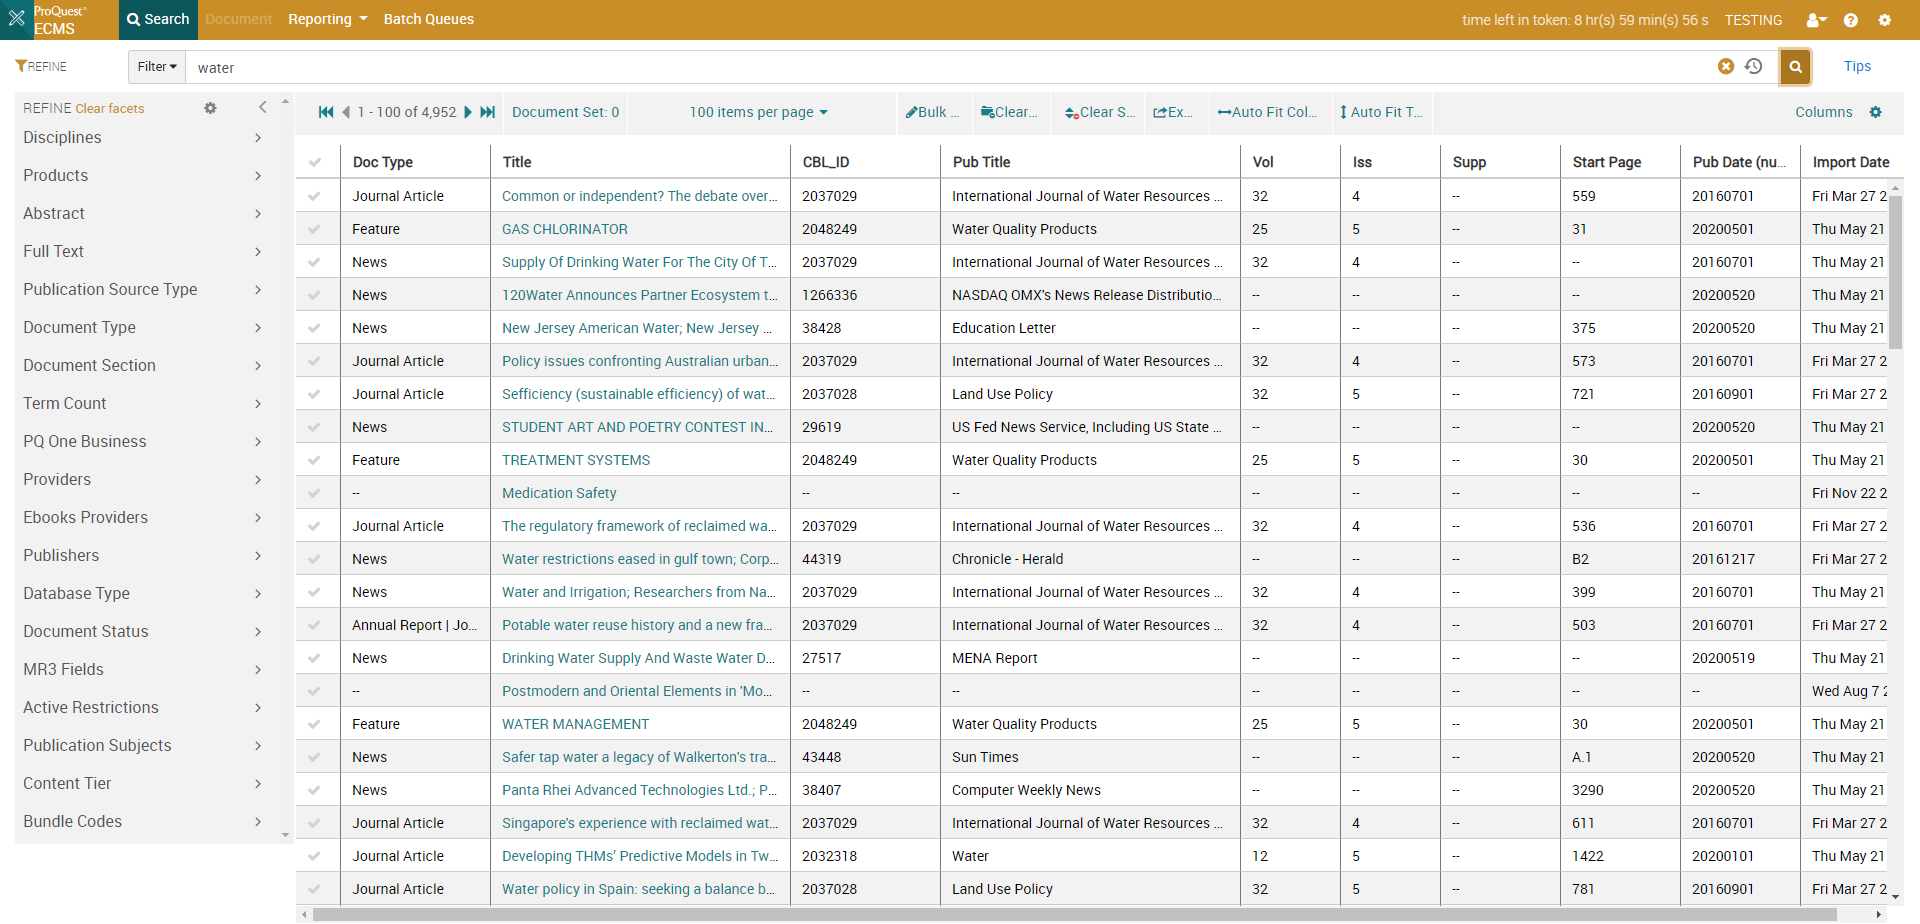 ProQuest®
ECMS
Search Document Reporting Batch Queues time left in token: 8 hr(s) 59 min(s) 56 s TESTING
REFINE Filter water Tips
REFINE Clear facets
1 - 100 of 4,952 Document Set: 0 100 items per page Bulk ... Clear... Clear S... Ex... Auto Fit Col... Auto Fit T... Columns
Disciplines
Products
Abstract
Full Text
Publication Source Type
Document Type
Document Section
Term Count
PQ One Business
Providers
Ebooks Providers
Publishers
Database Type
Document Status
MR3 Fields
Active Restrictions
Publication Subjects
Content Tier
Bundle Codes
Doc Type Title CBL_ID Pub Title Vol Iss Supp Start Page Pub Date (nu... Import Date
Journal Article Common or independent? The debate over... 2037029 International Journal of Water Resources ... 32 4 -- 559 20160701 Fri Mar 27 2
Feature GAS CHLORINATOR 2048249 Water Quality Products 25 5 -- 31 20200501 Thu May 21
News Supply Of Drinking Water For The City Of T... 2037029 International Journal of Water Resources ... 32 4 -- -- 20160701 Fri Mar 27 2
News 120Water Announces Partner Ecosystem t... 1266336 NASDAQ OMX's News Release Distributio... -- -- -- -- 20200520 Thu May 21
News New Jersey American Water; New Jersey ... 38428 Education Letter -- -- -- 375 20200520 Thu May 21
Journal Article Policy issues confronting Australian urban... 2037029 International Journal of Water Resources ... 32 4 -- 573 20160701 Fri Mar 27 2
Journal Article Sefficiency (sustainable efficiency) of wat... 2037028 Land Use Policy 32 5 -- 721 20160901 Fri Mar 27 2
News STUDENT ART AND POETRY CONTEST IN... 29619 US Fed News Service, Including US State ... -- -- -- -- 20200520 Thu May 21
Feature TREATMENT SYSTEMS 2048249 Water Quality Products 25 5 -- 30 20200501 Thu May 21
-- Medication Safety -- -- -- -- -- -- -- Fri Nov 22 2
Journal Article The regulatory framework of reclaimed wa... 2037029 International Journal of Water Resources ... 32 4 -- 536 20160701 Fri Mar 27 2
News Water restrictions eased in gulf town; Corp... 44319 Chronicle - Herald -- -- -- B2 20161217 Fri Mar 27 2
News Water and Irrigation; Researchers from Na... 2037029 International Journal of Water Resources ... 32 4 -- 399 20160701 Thu May 21
Annual Report | Jo... Potable water reuse history and a new fra... 2037029 International Journal of Water Resources ... 32 4 -- 503 20160701 Fri Mar 27 2
News Drinking Water Supply And Waste Water D... 27517 MENA Report -- -- -- -- 20200519 Thu May 21
-- Postmodern and Oriental Elements in 'Mo... -- -- -- -- -- -- -- Wed Aug 7 2
Feature WATER MANAGEMENT 2048249 Water Quality Products 25 5 -- 30 20200501 Thu May 21
News Safer tap water a legacy of Walkerton's tra... 43448 Sun Times -- -- -- A.1 20200520 Thu May 21
News Panta Rhei Advanced Technologies Ltd.; P... 38407 Computer Weekly News -- -- -- 3290 20200520 Thu May 21
Journal Article Singapore's experience with reclaimed wat... 2037029 International Journal of Water Resources ... 32 4 -- 611 20160701 Fri Mar 27 2
Journal Article Developing THMs' Predictive Models in Tw... 2032318 Water 12 5 -- 1422 20200101 Thu May 21
Journal Article Water policy in Spain: seeking a balance b... 2037028 Land Use Policy 32 5 -- 781 20160901 Fri Mar 27 2